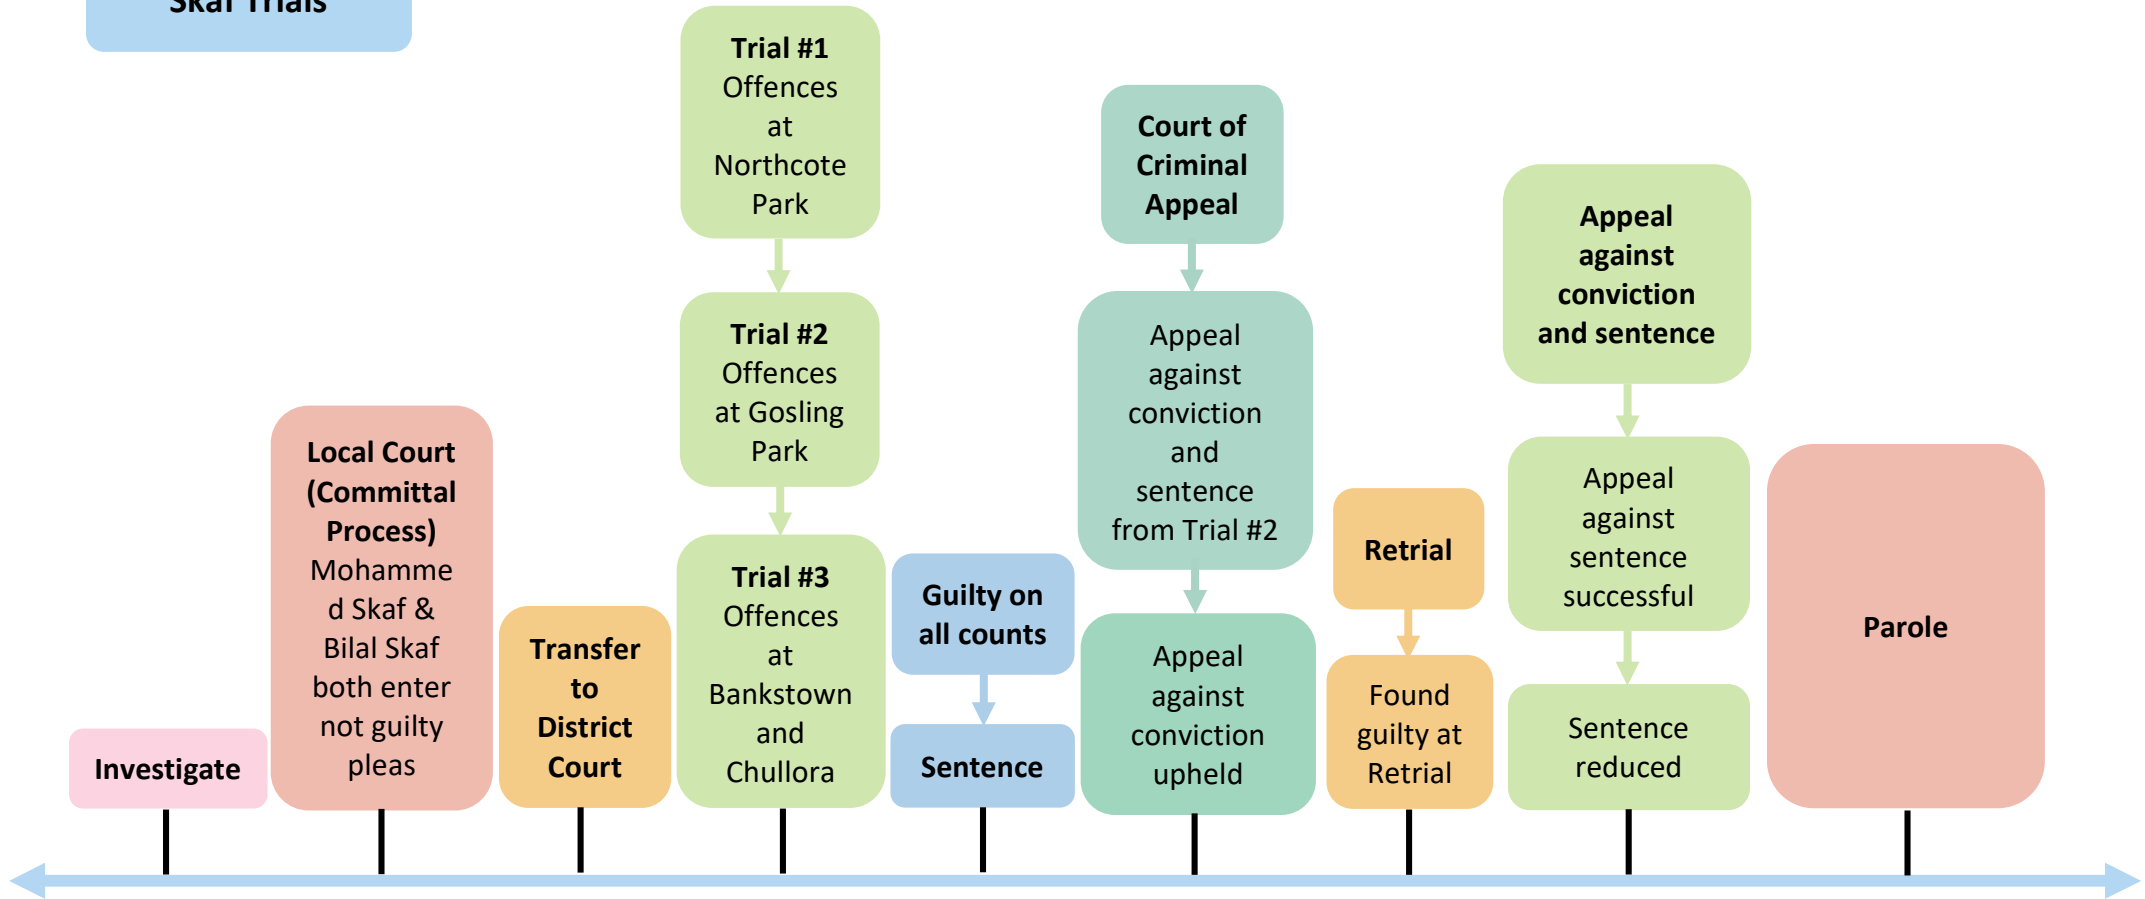 Skaf Trials
Investigate
Local Court
(Committal
Process)
Mohamme
d Skaf &
Bilal Skaf
both enter
not guilty
pleas
Transfer
to
District
Court
Trial #1
Offences
at
Northcote
Park
Trial #2
Offences
at Gosling
Park
Trial #3
Offences
at
Bankstown
and
Chullora
Guilty on
all counts
Sentence
Court of
Criminal
Appeal
Appeal
against
conviction
and
sentence
from Trial #2
Appeal
against
conviction
upheld
Retrial
Found
guilty at
Retrial
Appeal
against
conviction
and sentence
Appeal
against
sentence
successful
Sentence
reduced
Parole